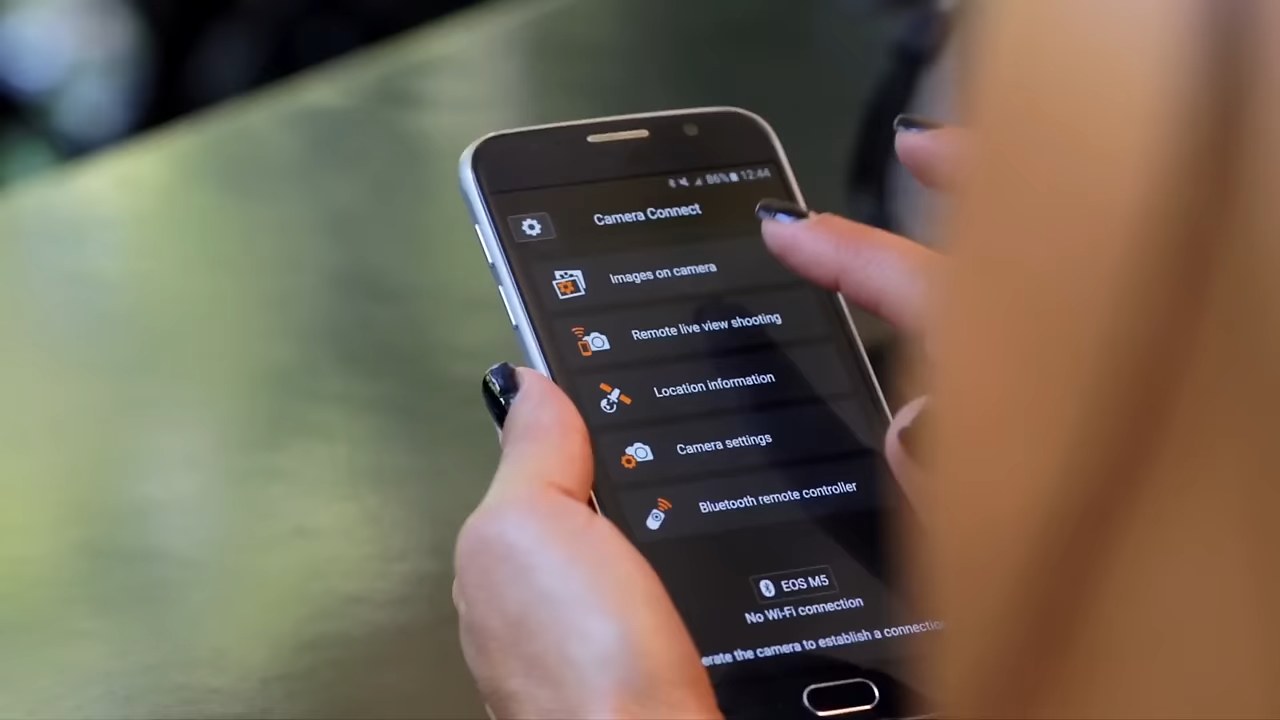 86% 12:44
Camera Connect
Images on camera
Remote live view shooting
Location information
Camera settings
Bluetooth remote controller
EOS M5
No Wi-Fi connection
erate the camera to establish a connectio